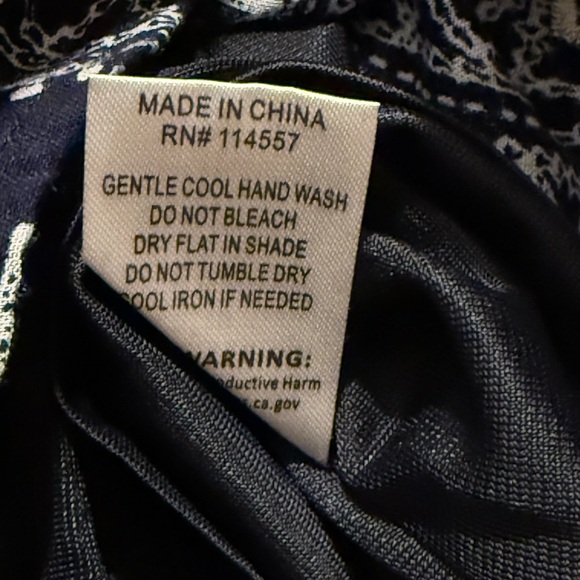 MADE IN CHINA
RN# 114557
GENTLE COOL HAND WASH
DO NOT BLEACH
DRY FLAT IN SHADE
DO NOT TUMBLE DRY
COOL IRON IF NEEDED
WARNING:
Harm
.ca.gov